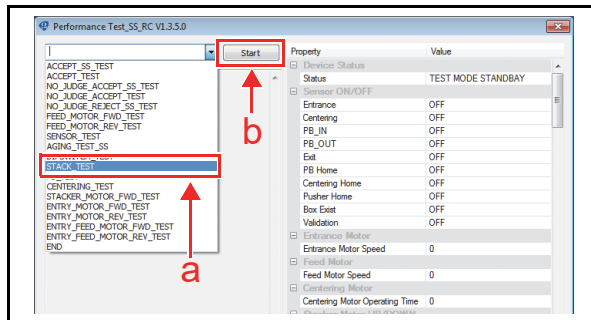 Performance Test_SS_RC V1.3.5.0
Start
Property Value
ACCEPT_SS_TEST
ACCEPT_TEST
NO_JUDGE_ACCEPT_SS_TEST
NO_JUDGE_ACCEPT_TEST
NO_JUDGE_REJECT_SS_TEST
FEED_MOTOR_FWD_TEST
FEED_MOTOR_REV_TEST
SENSOR_TEST
AGING_TEST_SS
STACK_TEST
CENTERING_TEST
STACKER_MOTOR_FWD_TEST
ENTRY_MOTOR_FWD_TEST
ENTRY_MOTOR_REV_TEST
ENTRY_FEED_MOTOR_FWD_TEST
ENTRY_FEED_MOTOR_REV_TEST
END
a
b
Device Status
Status TEST MODE STANDBAY
Sensor ON/OFF
Entrance OFF
Centering OFF
PB_IN OFF
PB_OUT OFF
Exit OFF
PB Home OFF
Centering Home OFF
Pusher Home OFF
Box Exist OFF
Validation OFF
Entrance Motor
Entrance Motor Speed 0
Feed Motor
Feed Motor Speed 0
Centering Motor
Centering Motor Operating Time 0